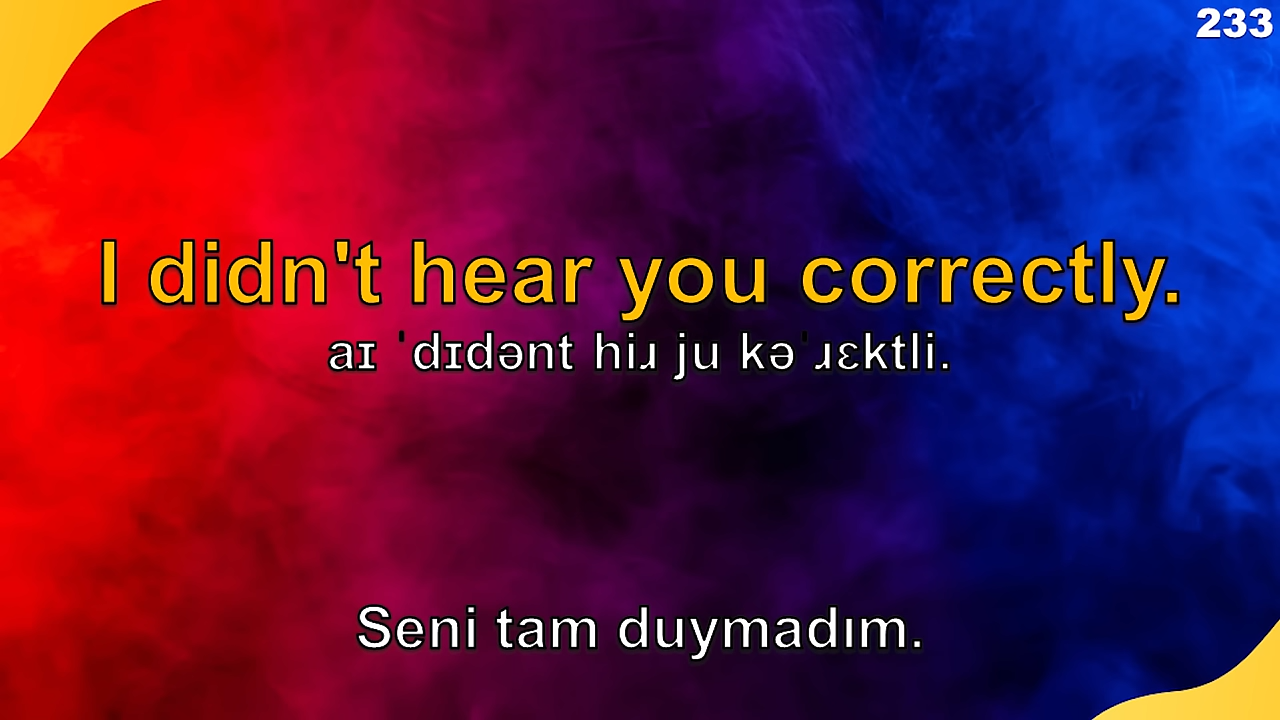 233
I didn't hear you correctly.
aɪ ˈdɪdənt hiɹ ju kəˈɹɛktli.
Seni tam duymadım.